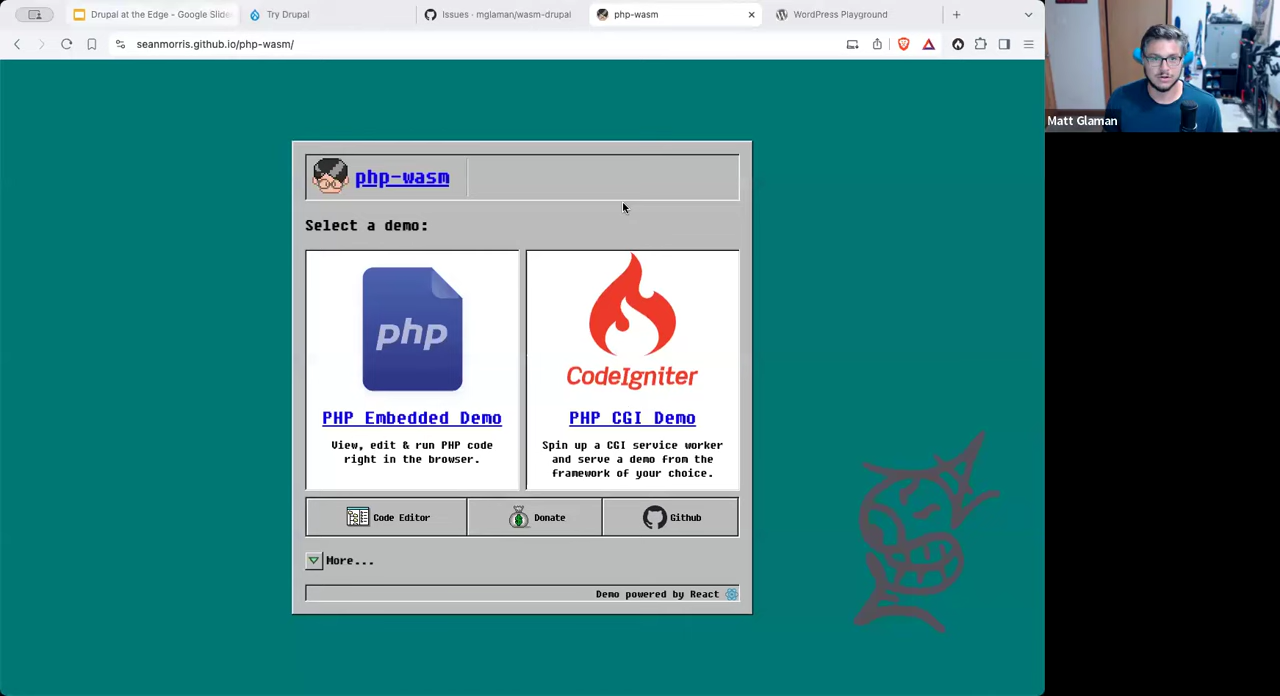 Drupal at the Edge - Google Slide
Try Drupal
Issues · mglaman/wasm-drupal
php-wasm
WordPress Playground
seanmorris.github.io/php-wasm/
Matt Glaman
php-wasm
Select a demo:
php
CodeIgniter
PHP Embedded Demo
View, edit & run PHP code
right in the browser.
PHP CGI Demo
Spin up a CGI service worker
and serve a demo from the
framework of your choice.
Code Editor
Donate
Github
More...
Demo powered by React